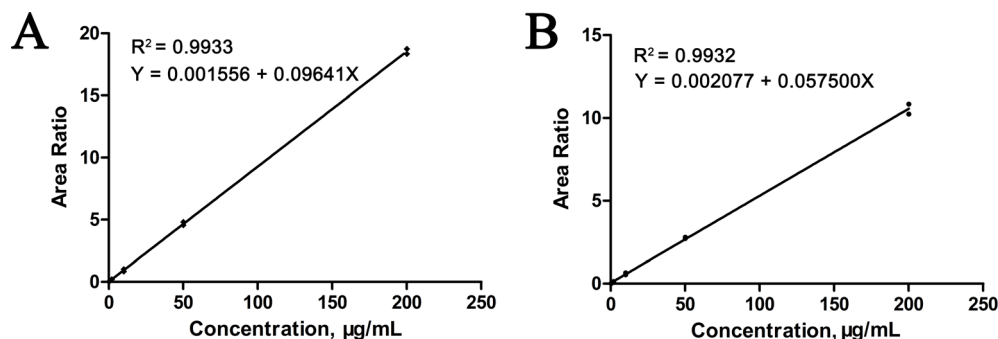 A
R² = 0.9933
Y = 0.001556 + 0.09641X
Area Ratio
20
15
10
5
0
0 50 100 150 200 250
Concentration, µg/mL
B
R² = 0.9932
Y = 0.002077 + 0.057500X
Area Ratio
15
10
5
0
0 50 100 150 200 250
Concentration, µg/mL